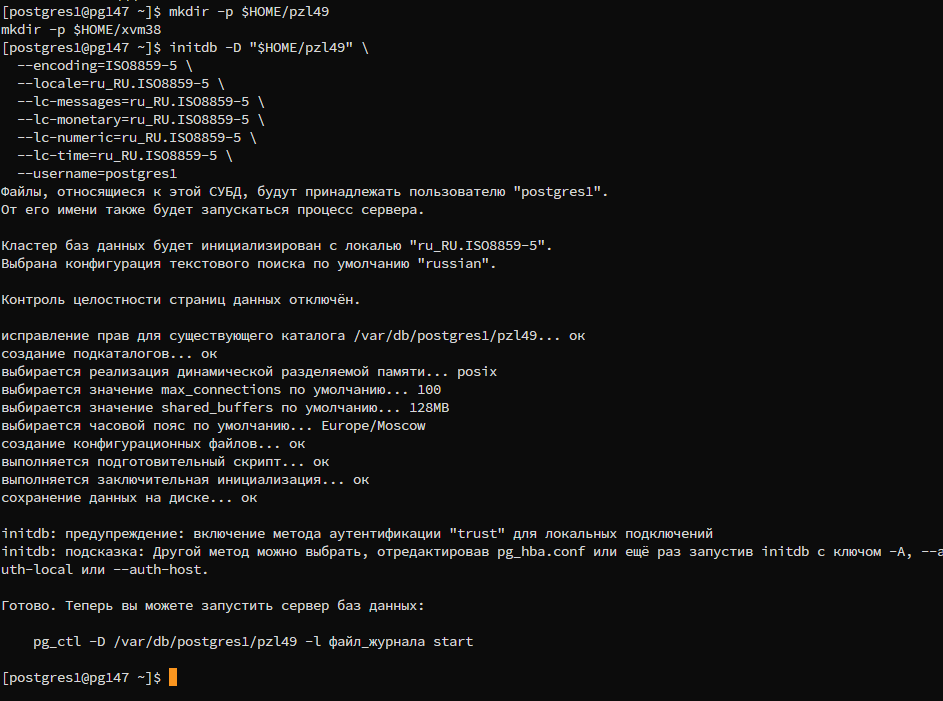 [postgres1@pg147 ~]$ mkdir -p $HOME/pzl49
mkdir -p $HOME/xvm38
[postgres1@pg147 ~]$ initdb -D "$HOME/pzl49" \
  --encoding=ISO8859-5 \
  --locale=ru_RU.ISO8859-5 \
  --lc-messages=ru_RU.ISO8859-5 \
  --lc-monetary=ru_RU.ISO8859-5 \
  --lc-numeric=ru_RU.ISO8859-5 \
  --lc-time=ru_RU.ISO8859-5 \
  --username=postgres1
Файлы, относящиеся к этой СУБД, будут принадлежать пользователю "postgres1".
От его имени также будет запускаться процесс сервера.
Кластер баз данных будет инициализирован с локалью "ru_RU.ISO8859-5".
Выбрана конфигурация текстового поиска по умолчанию "russian".
Контроль целостности страниц данных отключён.
исправление прав для существующего каталога /var/db/postgres1/pzl49... ок
создание подкаталогов... ок
выбирается реализация динамической разделяемой памяти... posix
выбирается значение max_connections по умолчанию... 100
выбирается значение shared_buffers по умолчанию... 128MB
выбирается часовой пояс по умолчанию... Europe/Moscow
создание конфигурационных файлов... ок
выполняется подготовительный скрипт... ок
выполняется заключительная инициализация... ок
сохранение данных на диске... ок
initdb: предупреждение: включение метода аутентификации "trust" для локальных подключений
initdb: подсказка: Другой метод можно выбрать, отредактировав pg_hba.conf или ещё раз запустив initdb с ключом -A, --a
uth-local или --auth-host.
Готово. Теперь вы можете запустить сервер баз данных:
    pg_ctl -D /var/db/postgres1/pzl49 -l файл_журнала start
[postgres1@pg147 ~]$